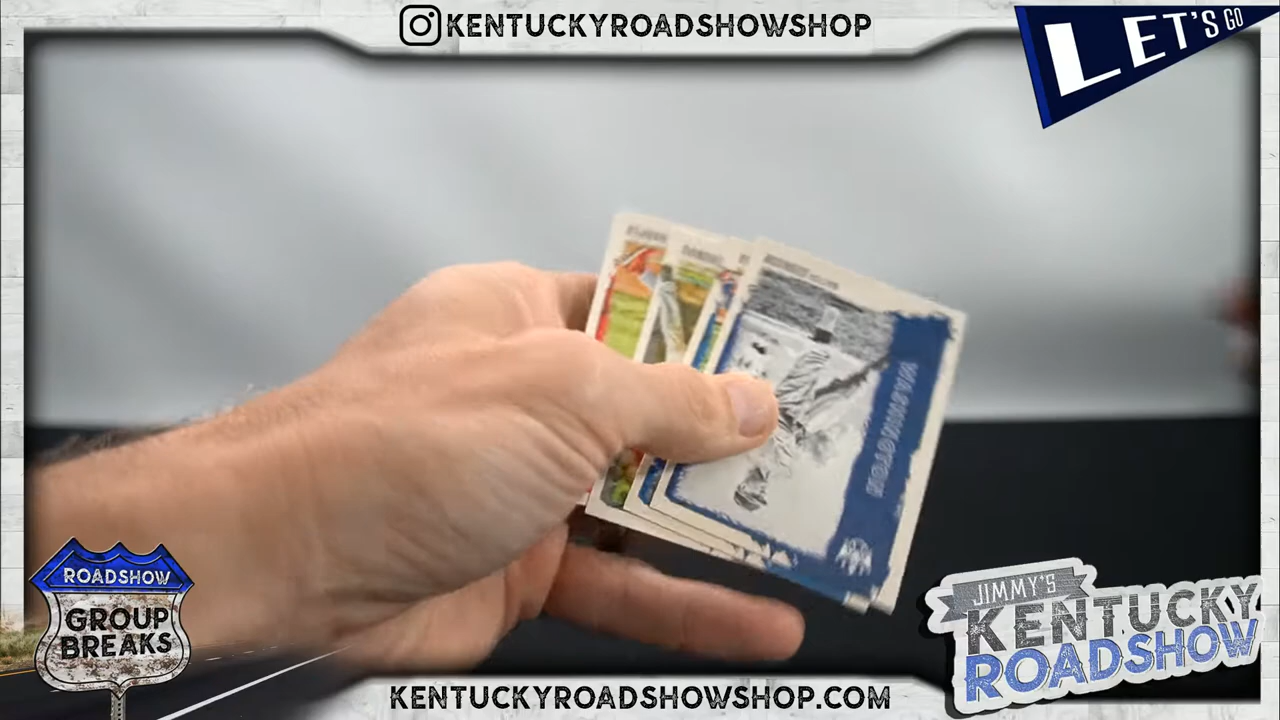 KENTUCKYROADSHOWSHOP
LET'S GO
WASHINGTON
ROADSHOW
GROUP
BREAKS
JIMMY'S
KENTUCKY
ROADSHOW
KENTUCKYROADSHOWSHOP.COM